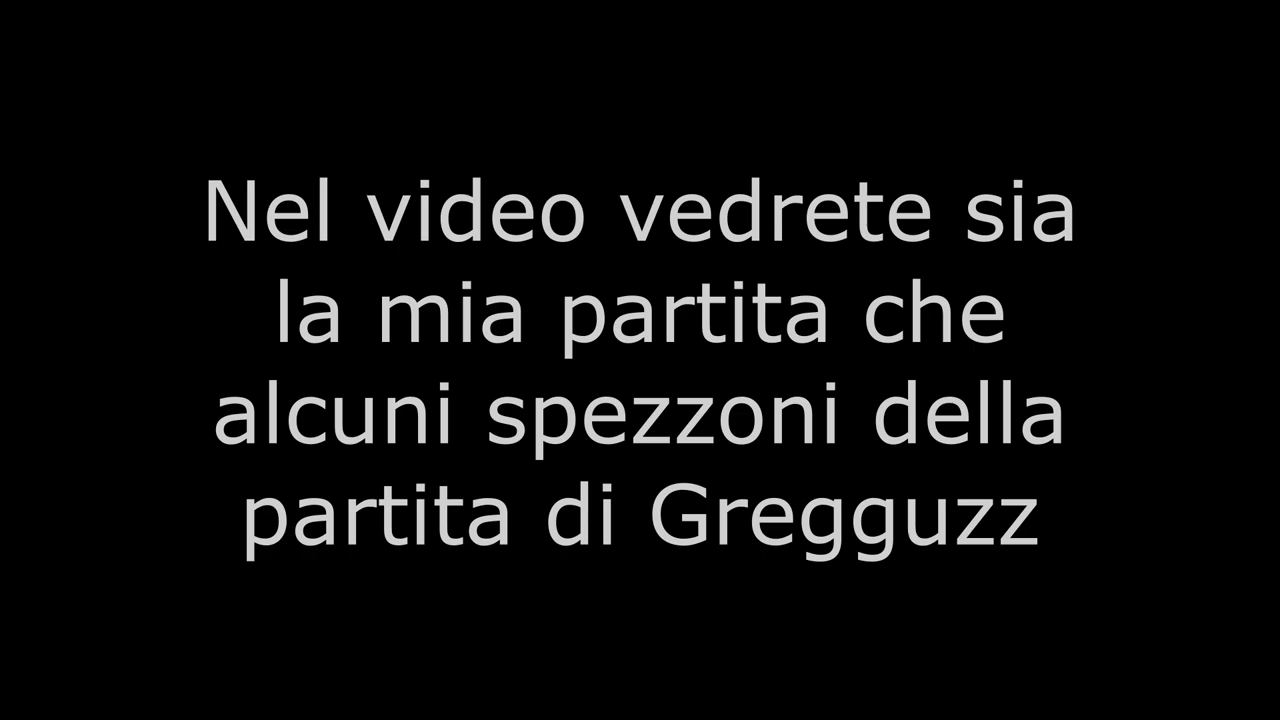 Nel video vedrete sia
la mia partita che
alcuni spezzoni della
partita di Gregguzz